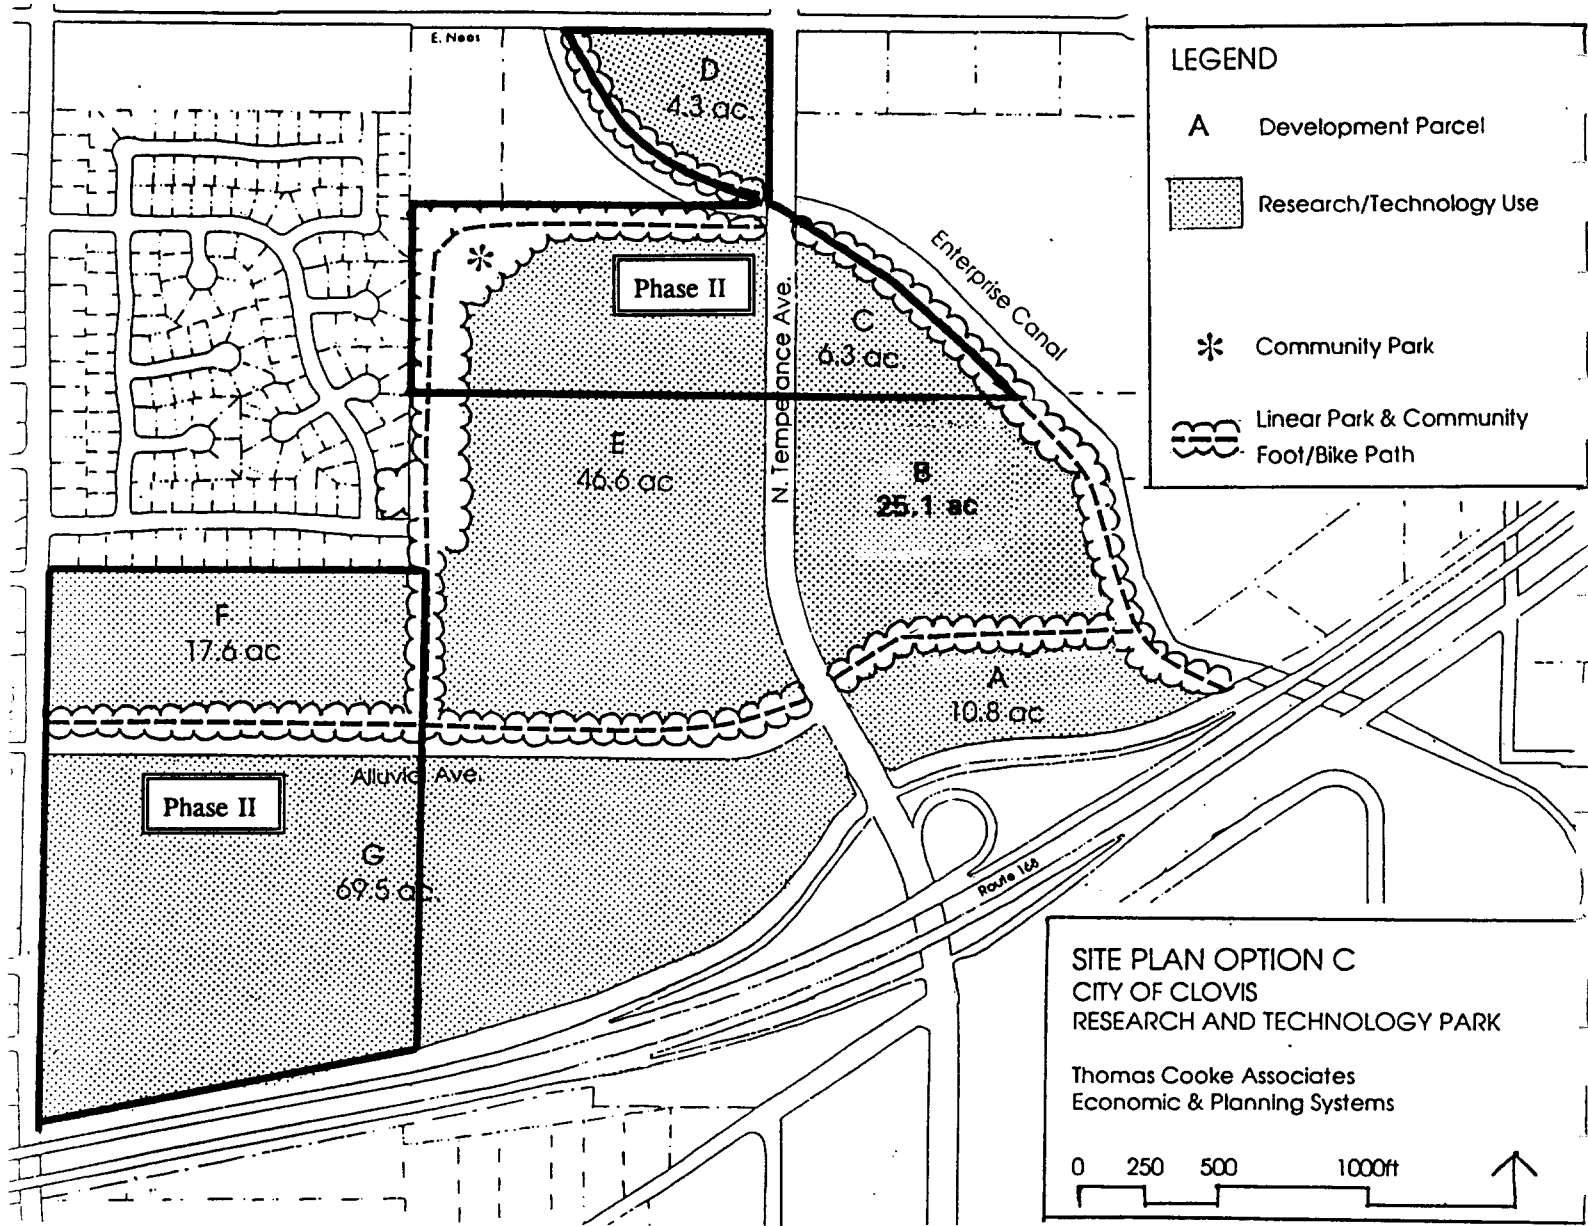 E. Nees
D
4.3 ac.
Phase II
N. Temperance Ave.
Enterprise Canal
C
6.3 ac
E
46.6 ac
B
25.1 ac
F
17.6 ac
A
10.8 ac
Alluvial Ave.
Phase II
G
69.5 ac.
Route 168
LEGEND
A Development Parcel
Research/Technology Use
Community Park
Linear Park & Community
Foot/Bike Path
SITE PLAN OPTION C
CITY OF CLOVIS
RESEARCH AND TECHNOLOGY PARK
Thomas Cooke Associates
Economic & Planning Systems
0 250 500 1000ft